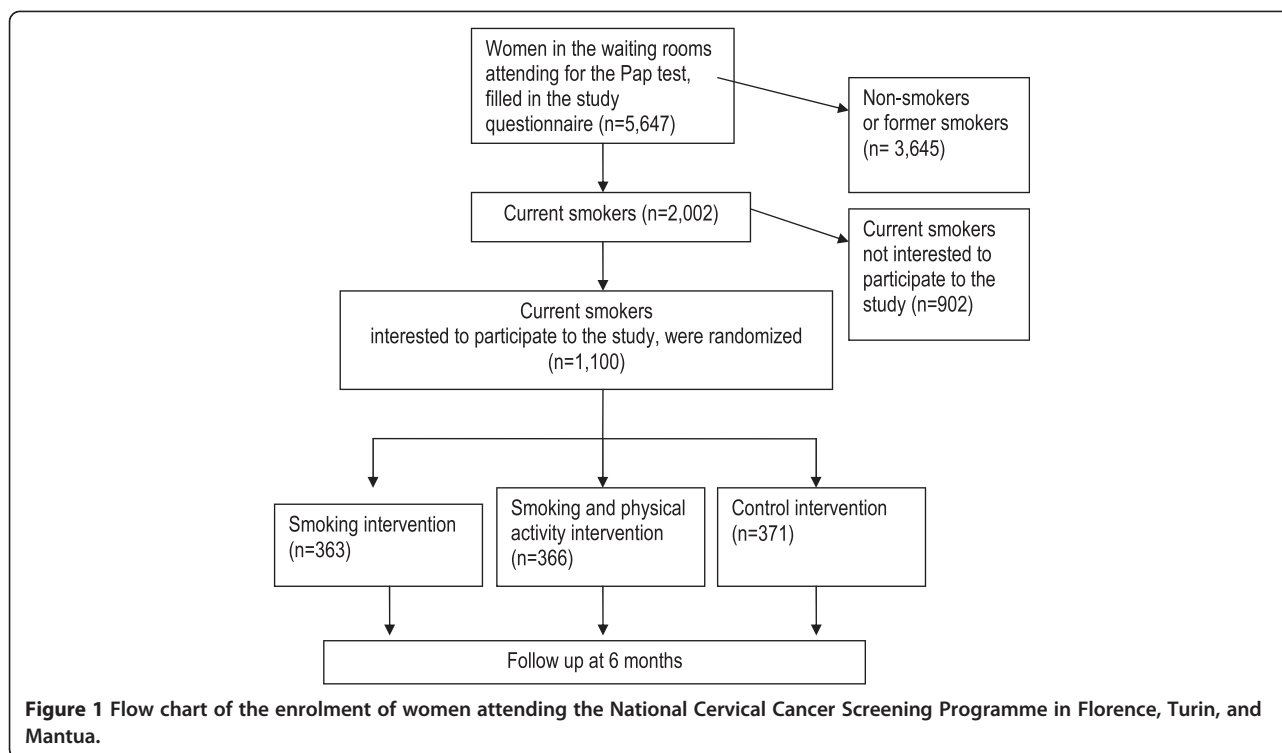 Women in the waiting rooms
attending for the Pap test,
filled in the study
questionnaire (n=5,647)
Non-smokers
or former smokers
(n= 3,645)
Current smokers (n=2,002)
Current smokers
not interested to
participate to the
study (n=902)
Current smokers
interested to participate to the study, were randomized
(n=1,100)
Smoking intervention
(n=363)
Smoking and physical
activity intervention
(n=366)
Control intervention
(n=371)
Follow up at 6 months
Figure 1 Flow chart of the enrolment of women attending the National Cervical Cancer Screening Programme in Florence, Turin, and
Mantua.